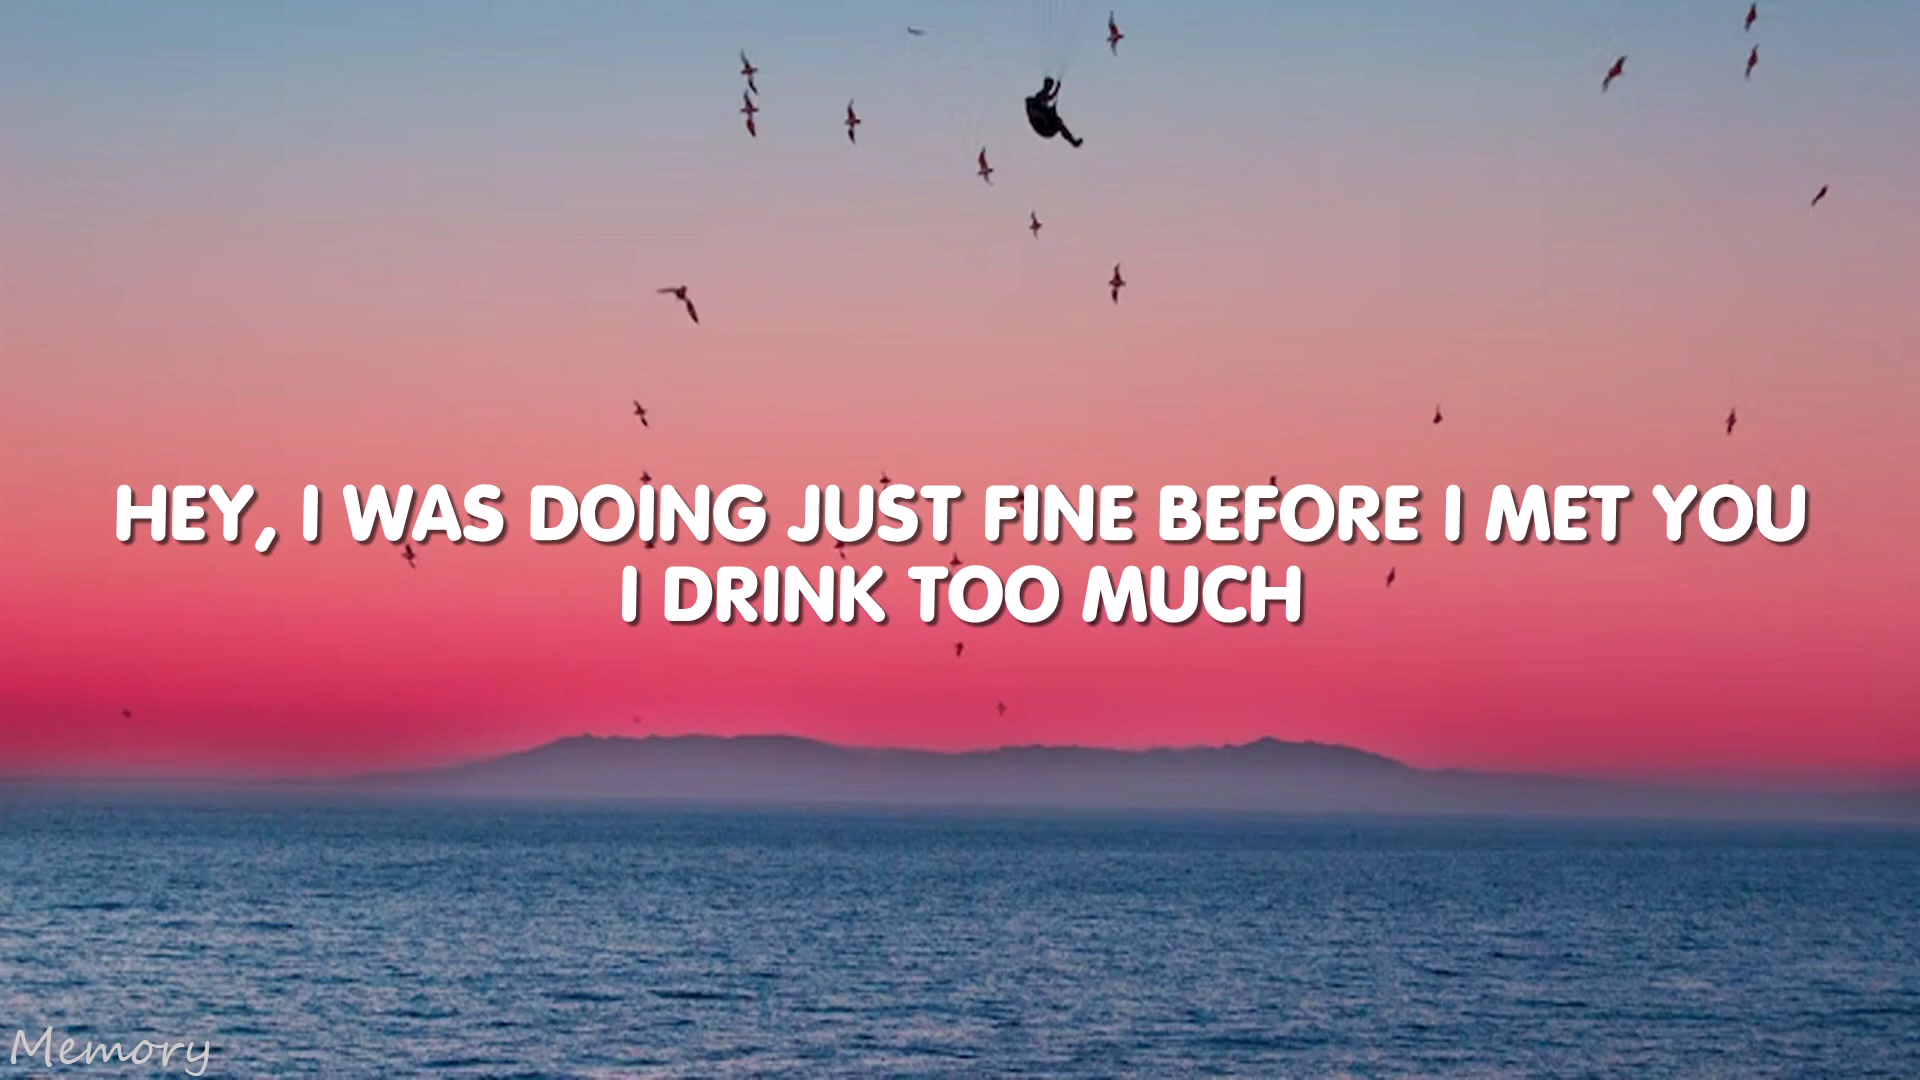 HEY, I WAS DOING JUST FINE BEFORE I MET YOU
I DRINK TOO MUCH
Memory